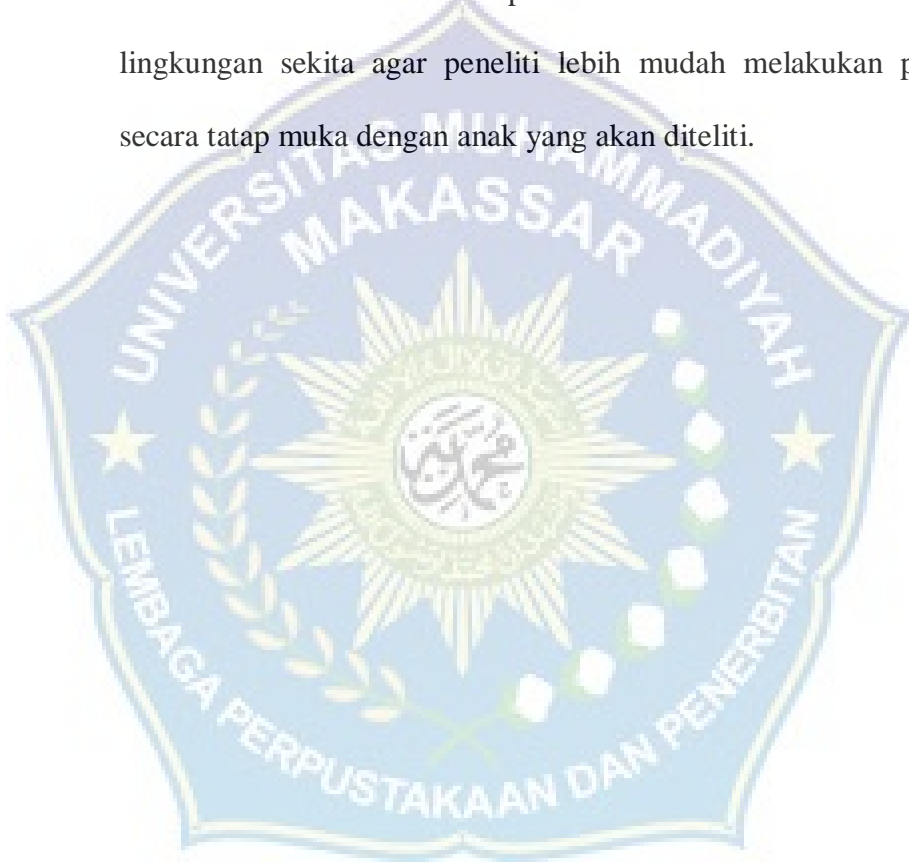 lingkungan sekita agar peneliti lebih mudah melakukan
secara tatap muka dengan anak yang akan diteliti.
UNIVERSITAS MUHAMMADIYAH
MAKASSAR
LEMBAGA PERPUSTAKAAN DAN PENERBITAN